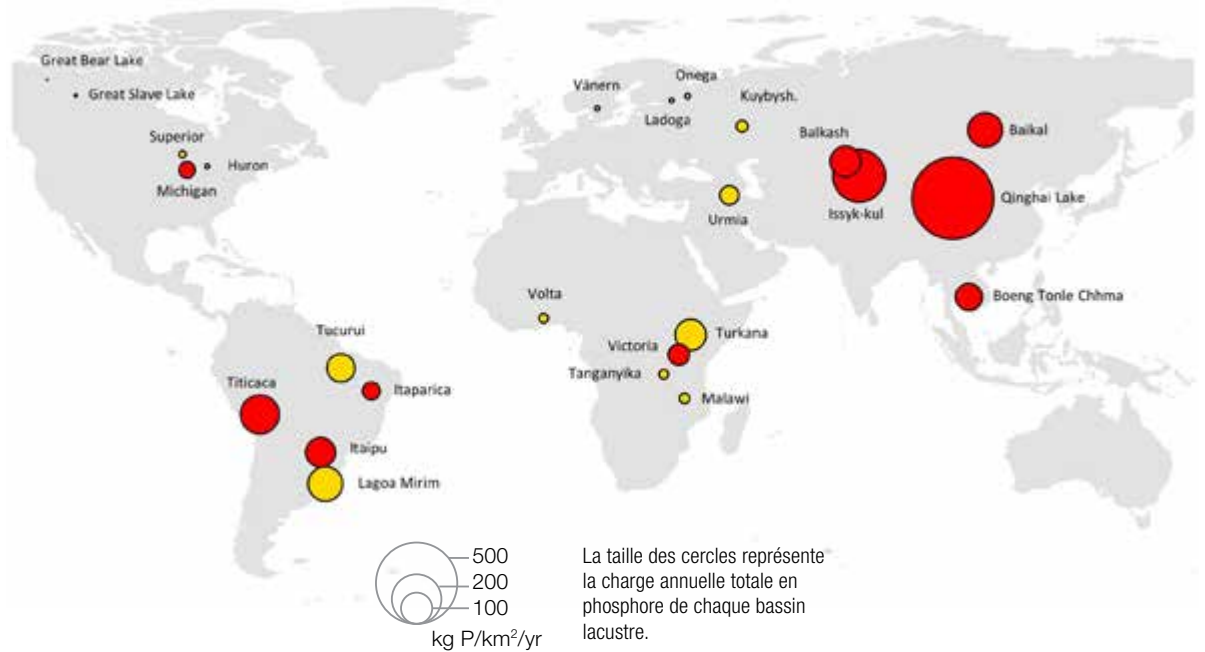 Great Bear Lake
Great Slave Lake
Superior
Huron
Michigan
Vänern
Onega
Ladoga
Kuybysh.
Balkash
Baikal
Issyk-kul
Qinghai Lake
Urmia
Boeng Tonle Chhma
Volta
Turkana
Victoria
Tanganyika
Malawi
Tucurui
Titicaca
Itaparica
Itaipu
Lagoa Mirim
500
200
100
kg P/km²/yr
La taille des cercles représente
la charge annuelle totale en
phosphore de chaque bassin
lacustre.